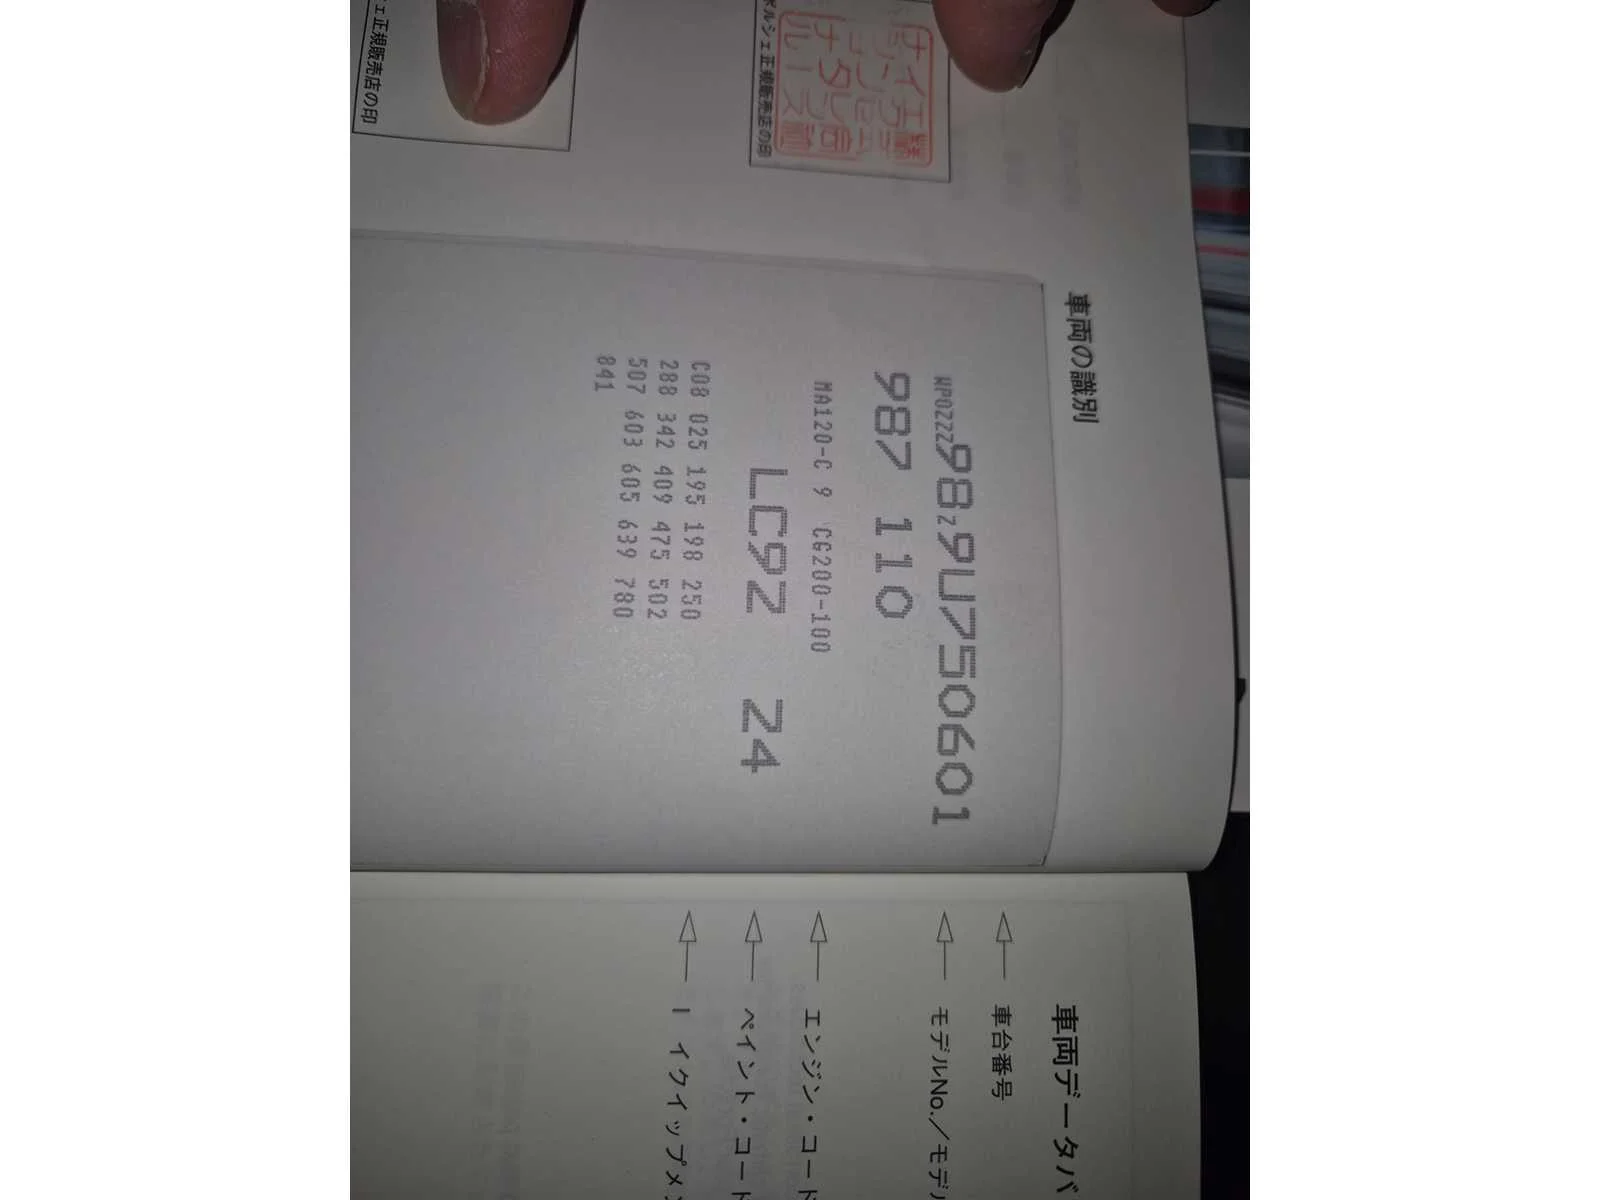 車両の識別
WP0ZZZ98Z9U750601
987 110
MA120-C 9 CG200-100
LC9Z 24
C08 025 195 198 250
288 342 409 475 502
507 603 605 639 780
841
ポルシェ正規販売店の印
ェ正規販売店の印
車両データバ
車台番号
モデルNo.／モデル
エンジン・コード
ペイント・コード
イクイップメン